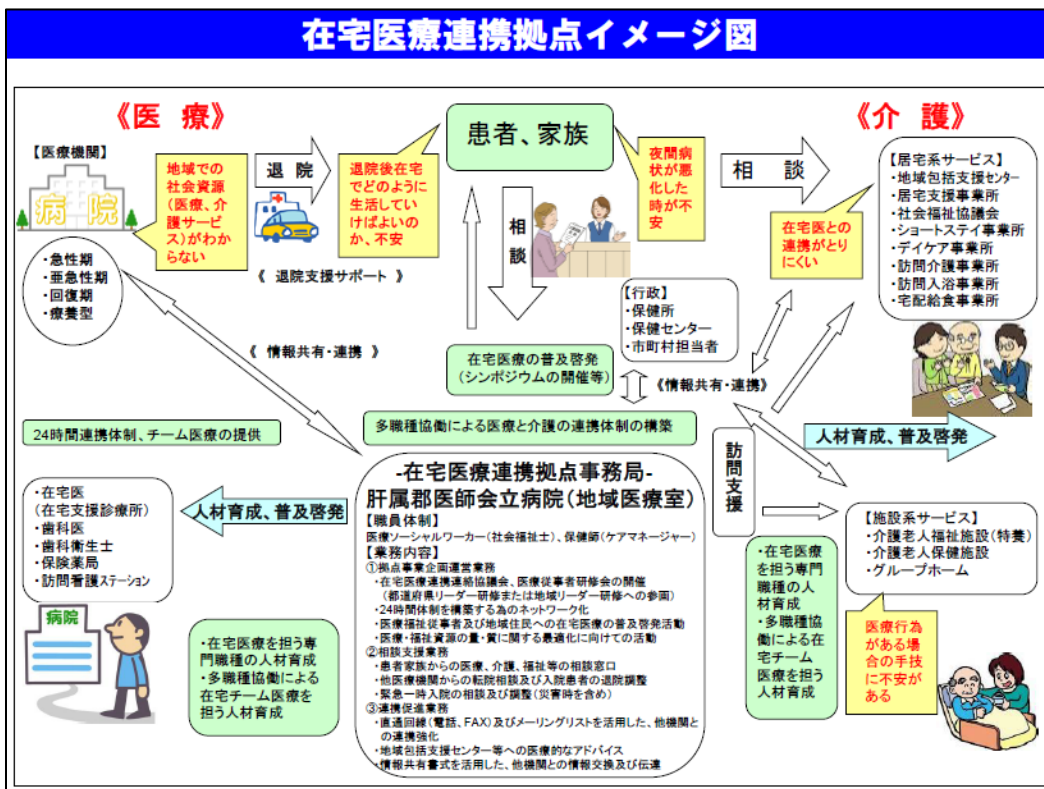 在宅医療連携拠点イメージ図
《医 療》
【医療機関】
病 院
・急性期
・亜急性期
・回復期
・療養型
地域での
社会資源
(医療、介
護サービ
ス)がわか
らない
退 院
退院後在宅
でどのように
生活してい
けばよいの
か、不安
《 退院支援サポート 》
患者、家族
相
談
夜間病
状が悪
化した
時が不
安
相 談
《介 護》
在宅医との
連携がとり
にくい
【居宅系サービス】
・地域包括支援センター
・居宅支援事業所
・社会福祉協議会
・ショートステイ事業所
・デイケア事業所
・訪問介護事業所
・訪問入浴事業所
・宅配給食事業所
【行政】
・保健所
・保健センター
・市町村担当者
《 情報共有・連携 》
在宅医療の普及啓発
(シンポジウムの開催等)
《情報共有・連携》
24時間連携体制、チーム医療の提供
多職種協働による医療と介護の連携体制の構築
訪問支援
人材育成、普及啓発
・在宅医
(在宅支援診療所)
・歯科医
・歯科衛生士
・保険薬局
・訪問看護ステーション
人材育成、普及啓発
病院
・在宅医療を担う専
門職種の人材育成
・多職種協働による
在宅チーム医療を
担う人材育成
-在宅医療連携拠点事務局-
肝属郡医師会立病院(地域医療室)
【職員体制】
医療ソーシャルワーカー(社会福祉士)、保健師(ケアマネージャー)
【業務内容】
①拠点事業企画運営業務
・在宅医療連携連絡協議会、医療従事者研修会の開催
(都道府県リーダー研修または地域リーダー研修への参画)
・24時間体制を構築する為のネットワーク化
・医療福祉従事者及び地域住民への在宅医療の普及啓発活動
・医療・福祉資源の量・質に関する最適化に向けての活動
②相談支援業務
・患者家族からの医療、介護、福祉等の相談窓口
・他医療機関からの転院相談及び入院患者の退院調整
・緊急一時入院の相談及び調整(災害時を含め)
③連携促進業務
・直通回線(電話、FAX)及びメーリングリストを活用した、他機関と
の連携強化
・地域包括支援センター等への医療的なアドバイス
・情報共有書式を活用した、他機関との情報交換及び伝達
・在宅医療
を担う専門
職種の人
材育成
・多職種協
働による在
宅チーム
医療を担
う人材育成
【施設系サービス】
・介護老人福祉施設(特養)
・介護老人保健施設
・グループホーム
医療行為
がある場
合の手技
に不安が
ある